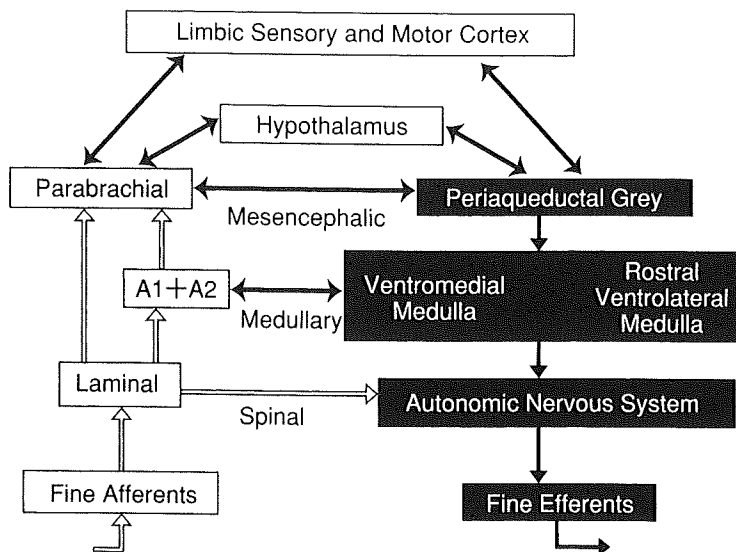 Limbic Sensory and Motor Cortex
Hypothalamus
Parabrachial
Periaqueductal Grey
Mesencephalic
A1+A2
Medullary
Ventromedial
Medulla
Rostral
Ventrolateral
Medulla
Laminal
Spinal
Autonomic Nervous System
Fine Afferents
Fine Efferents